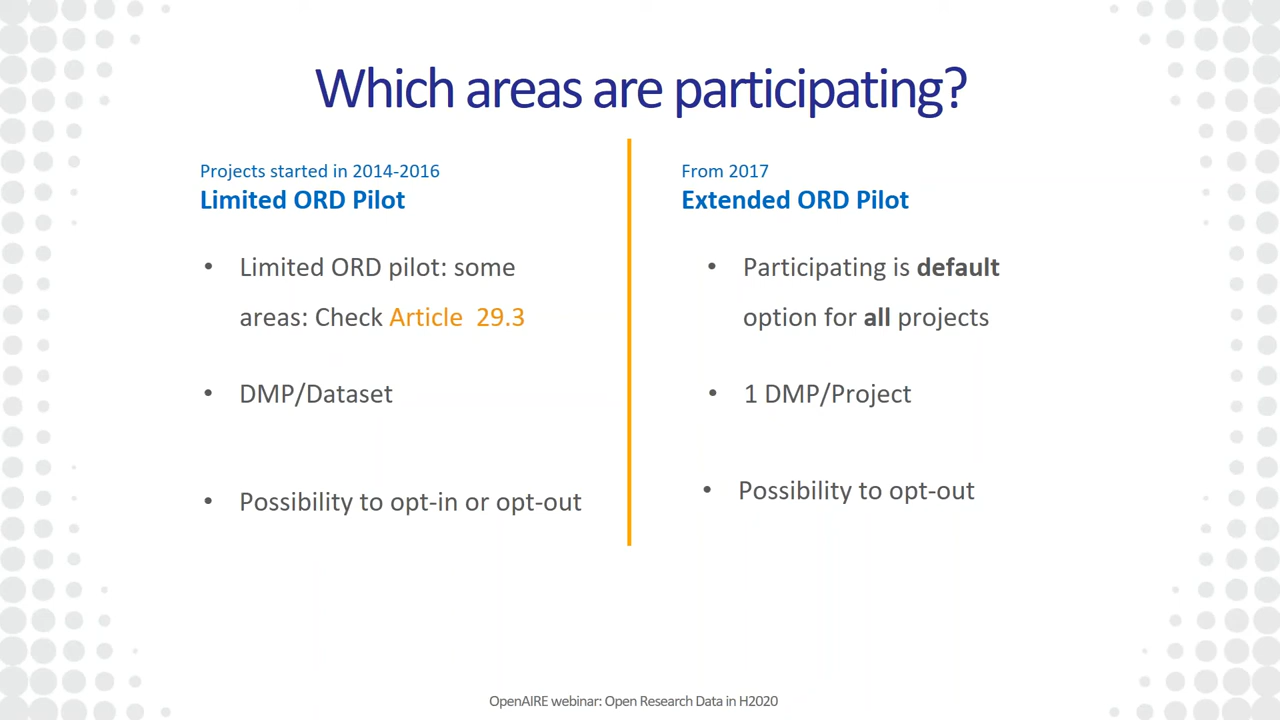 Which areas are participating?
Projects started in 2014-2016
Limited ORD Pilot
• Limited ORD pilot: some
areas: Check Article 29.3
• DMP/Dataset
• Possibility to opt-in or opt-out
From 2017
Extended ORD Pilot
• Participating is default
option for all projects
• 1 DMP/Project
• Possibility to opt-out
OpenAIRE webinar: Open Research Data in H2020